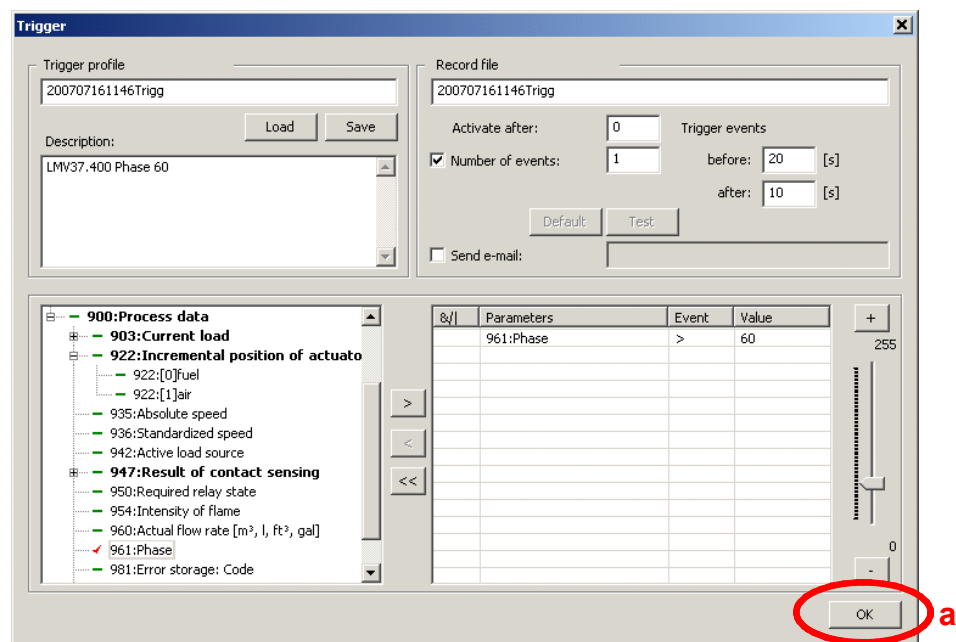 Trigger
Trigger profile
200707161146Trigg
Load Save
Description:
LMV37.400 Phase 60
Record file
200707161146Trigg
Activate after: 0 Trigger events
Number of events: 1 before: 20 [s]
after: 10 [s]
Default Test
Send e-mail:
900:Process data
903:Current load
922:Incremental position of actuato
922:[0]fuel
922:[1]air
935:Absolute speed
936:Standardized speed
942:Active load source
947:Result of contact sensing
950:Required relay state
954:Intensity of flame
960:Actual flow rate [m³, l, ft³, gal]
961:Phase
981:Error storage: Code
>
<
<<
&/| Parameters Event Value
961:Phase > 60
+
255
0
-
OK
a